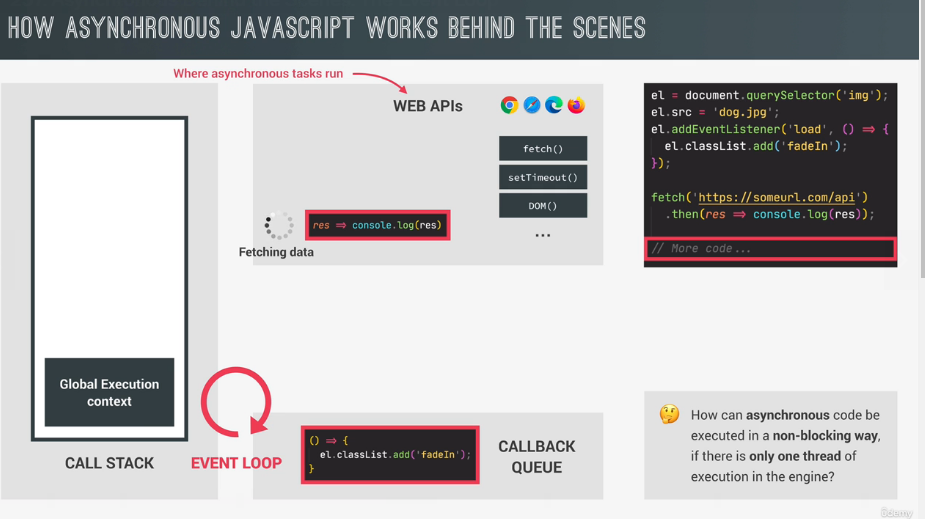 HOW ASYNCHRONOUS JAVASCRIPT WORKS BEHIND THE SCENES
Where asynchronous tasks run
WEB APIs
fetch()
setTimeout()
DOM()
...
res => console.log(res)
Fetching data
el = document.querySelector('img');
el.src = 'dog.jpg';
el.addEventListener('load', () => {
  el.classList.add('fadeIn');
});
fetch('https://someurl.com/api')
  .then(res => console.log(res));
// More code...
Global Execution
context
CALL STACK
EVENT LOOP
() => {
  el.classList.add('fadeIn');
}
CALLBACK
QUEUE
How can asynchronous code be
executed in a non-blocking way,
if there is only one thread of
execution in the engine?
ûdemy